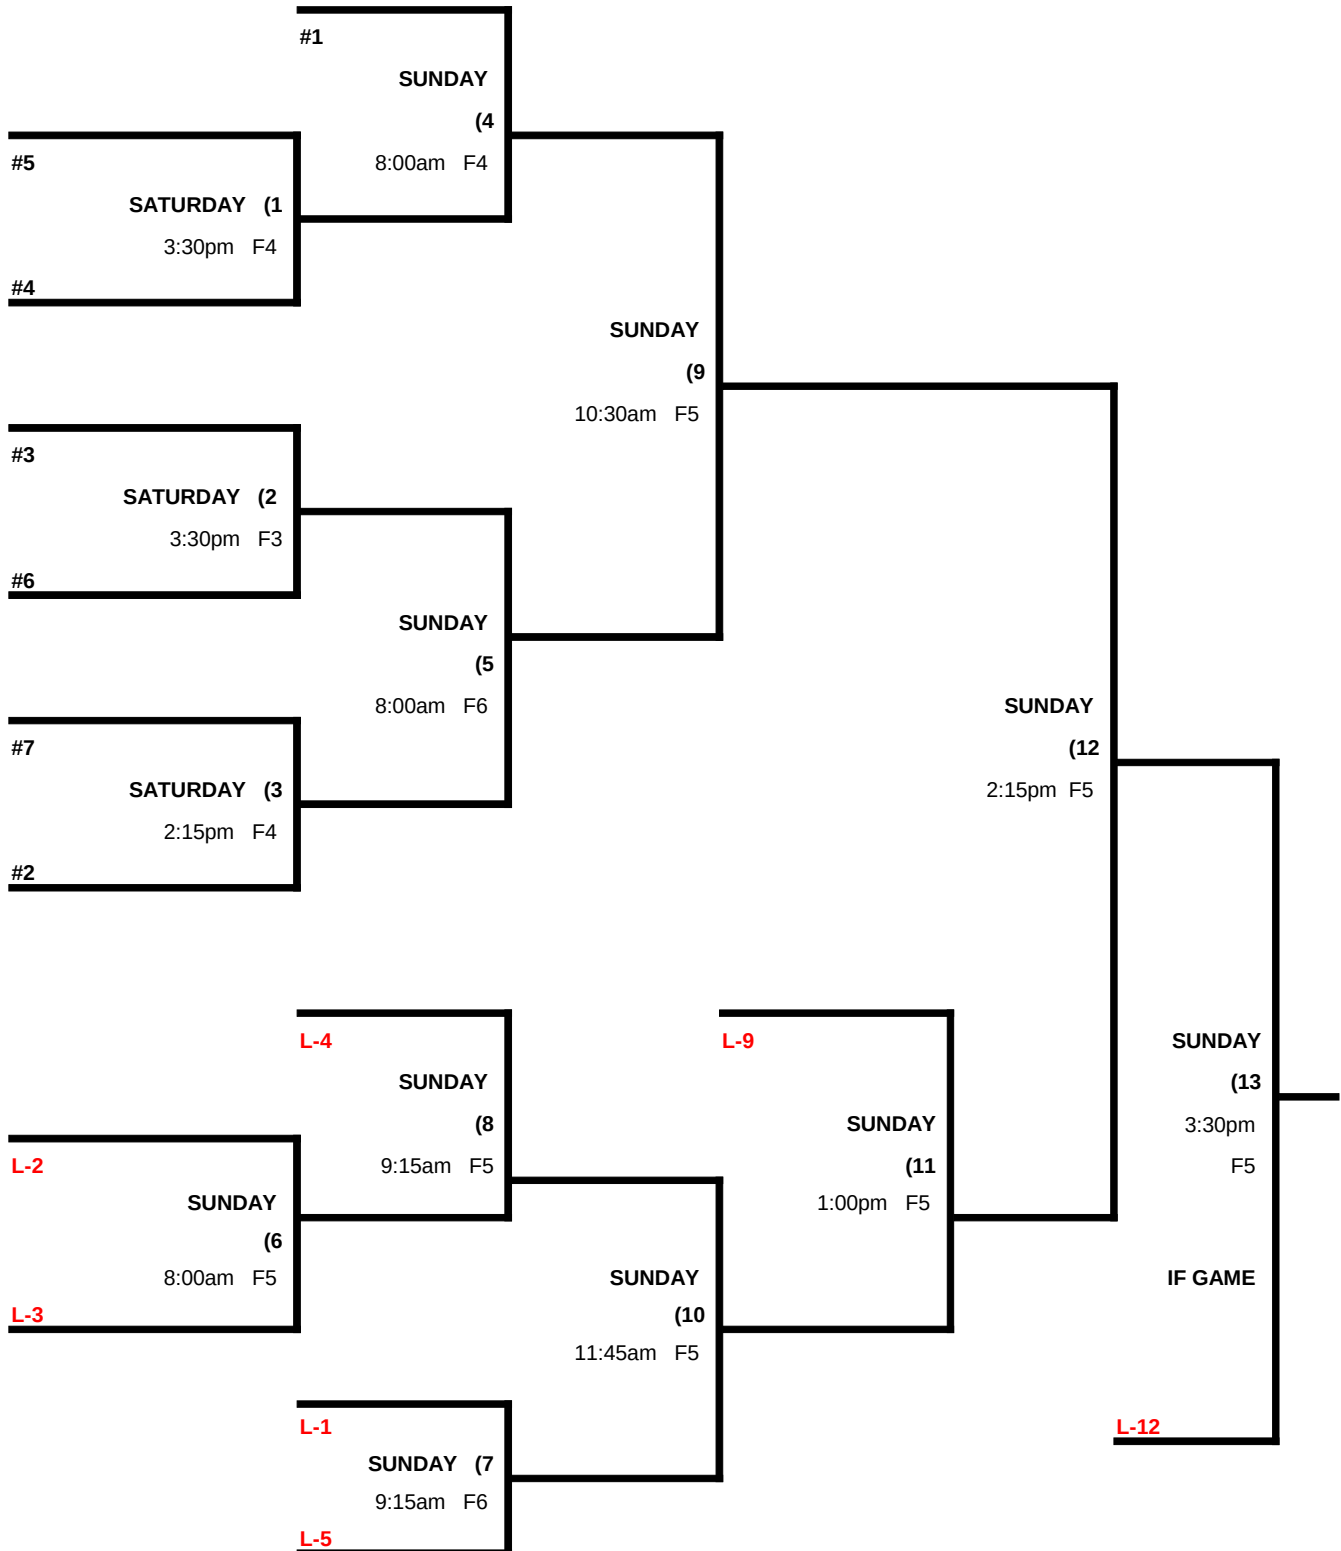 #1
SUNDAY
(4
8:00am F4
#5
SATURDAY (1
3:30pm F4
#4
SUNDAY
(9
10:30am F5
#3
SATURDAY (2
3:30pm F3
#6
SUNDAY
(5
8:00am F6
#7
SATURDAY (3
2:15pm F4
#2
SUNDAY
(12
2:15pm F5
L-4
SUNDAY
(8
9:15am F5
L-2
SUNDAY
(6
8:00am F5
L-3
L-9
SUNDAY
(11
1:00pm F5
SUNDAY
(10
11:45am F5
L-1
SUNDAY (7
9:15am F6
L-5
SUNDAY
(13
3:30pm
F5
IF GAME
L-12